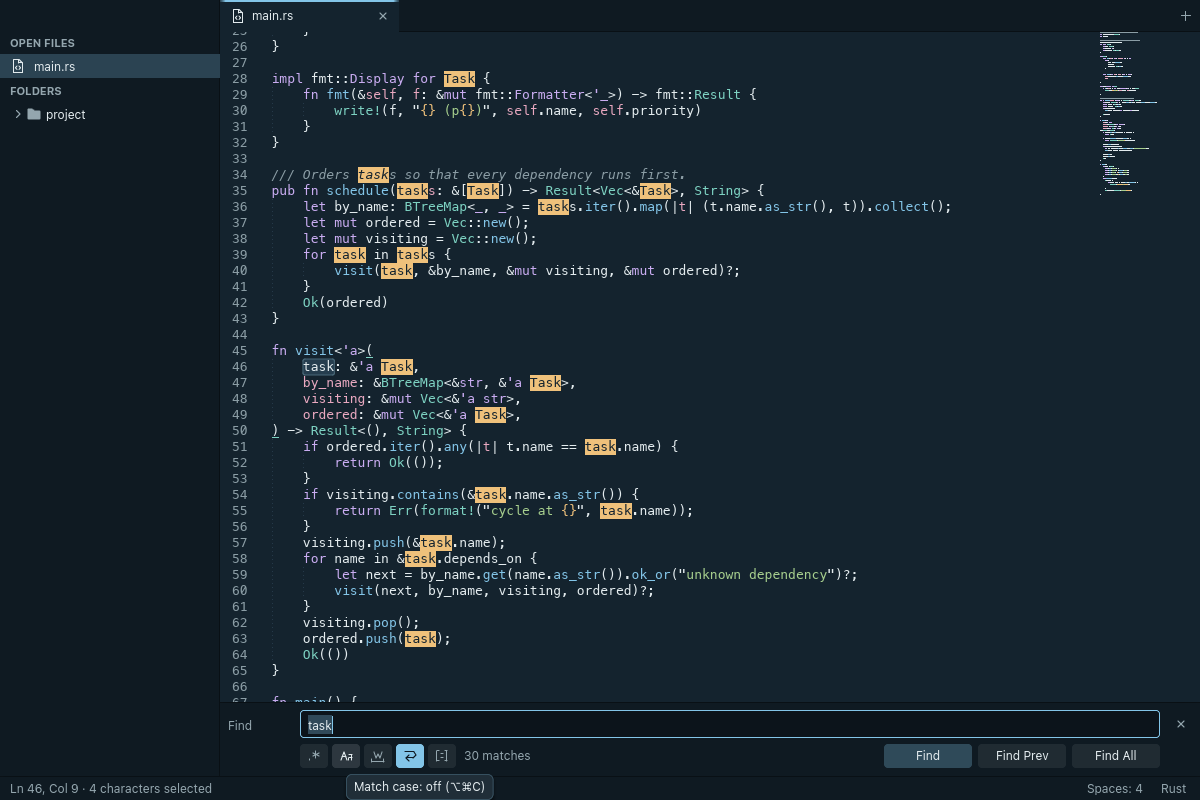 main.rs
OPEN FILES
main.rs
FOLDERS
project
26 }
27
28 impl fmt::Display for Task {
29     fn fmt(&self, f: &mut fmt::Formatter<'_>) -> fmt::Result {
30         write!(f, "{} (p{})", self.name, self.priority)
31     }
32 }
33
34 /// Orders tasks so that every dependency runs first.
35 pub fn schedule(tasks: &[Task]) -> Result<Vec<&Task>, String> {
36     let by_name: BTreeMap<_, _> = tasks.iter().map(|t| (t.name.as_str(), t)).collect();
37     let mut ordered = Vec::new();
38     let mut visiting = Vec::new();
39     for task in tasks {
40         visit(task, &by_name, &mut visiting, &mut ordered)?;
41     }
42     Ok(ordered)
43 }
44
45 fn visit<'a>(
46     task: &'a Task,
47     by_name: &BTreeMap<&str, &'a Task>,
48     visiting: &mut Vec<&'a str>,
49     ordered: &mut Vec<&'a Task>,
50 ) -> Result<(), String> {
51     if ordered.iter().any(|t| t.name == task.name) {
52         return Ok(());
53     }
54     if visiting.contains(&task.name.as_str()) {
55         return Err(format!("cycle at {}", task.name));
56     }
57     visiting.push(&task.name);
58     for name in &task.depends_on {
59         let next = by_name.get(name.as_str()).ok_or("unknown dependency")?;
60         visit(next, by_name, visiting, ordered)?;
61     }
62     visiting.pop();
63     ordered.push(task);
64     Ok(())
65 }
66
67 fn main() {
Find
task
.* Aa
30 matches
Find
Find Prev
Find All
Match case: off (⌥⌘C)
Ln 46, Col 9 · 4 characters selected
Spaces: 4
Rust